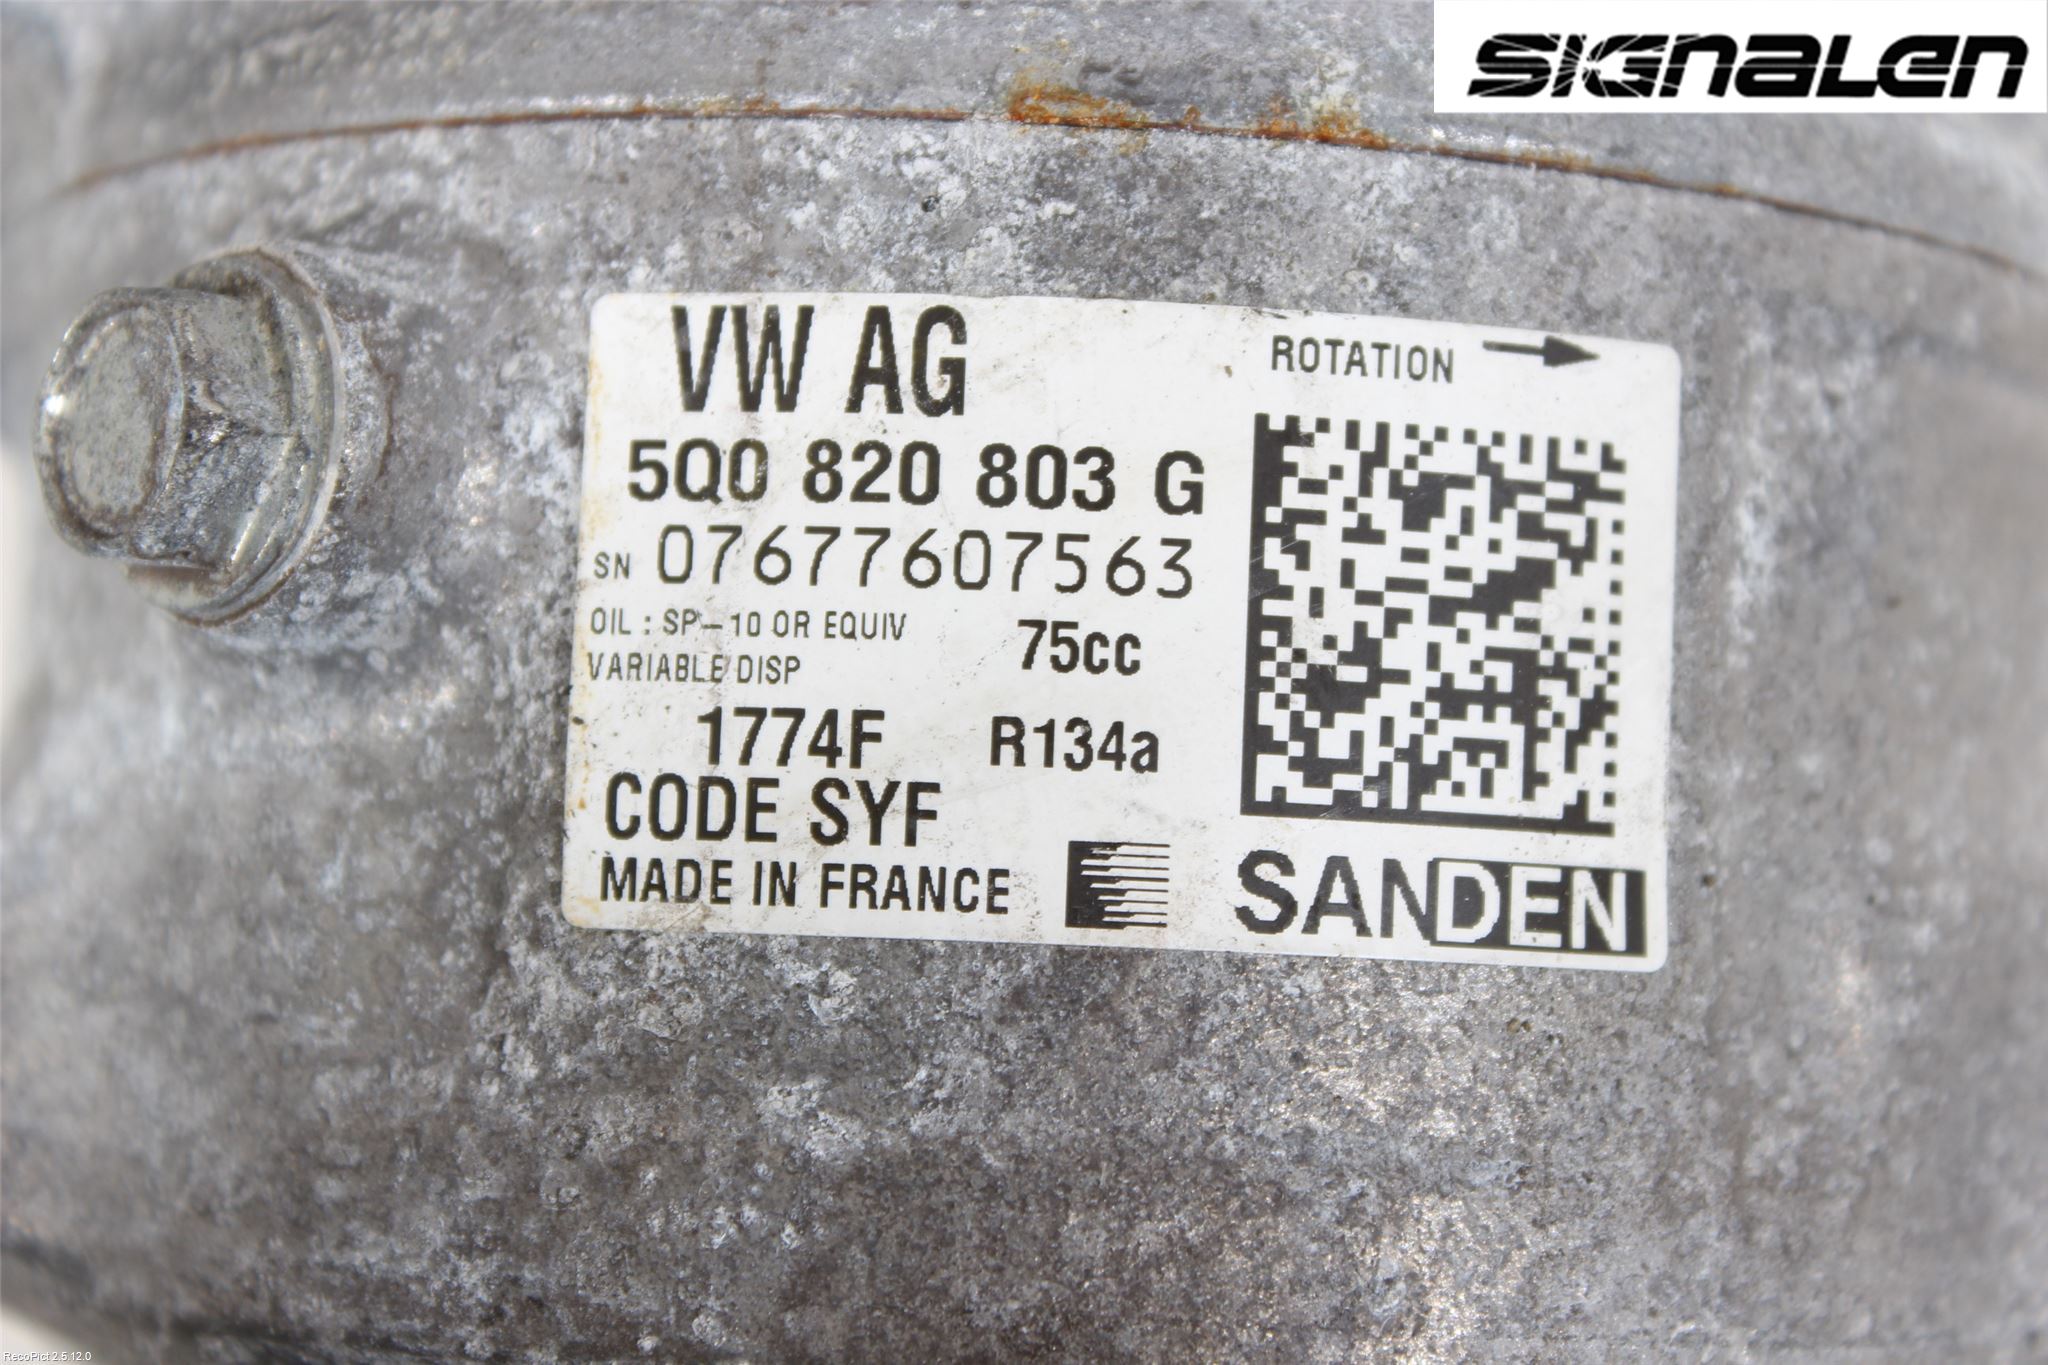 SIGNALEN
VW AG
ROTATION
5Q0 820 803 G
SN 07677607563
OIL : SP-10 OR EQUIV
75cc
VARIABLE DISP
1774F R134a
CODE SYF
MADE IN FRANCE
SANDEN
RecoPict 2.5.12.0